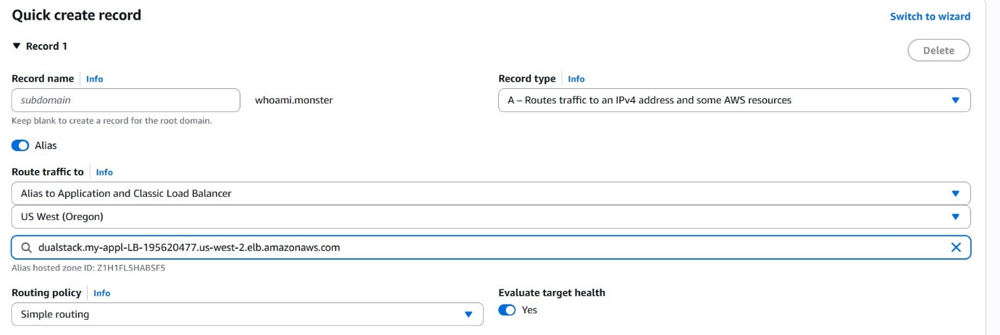 Quick create record
Switch to wizard
Record 1
Delete
Record name Info
Record type Info
subdomain
whoami.monster
A – Routes traffic to an IPv4 address and some AWS resources
Keep blank to create a record for the root domain.
Alias
Route traffic to Info
Alias to Application and Classic Load Balancer
US West (Oregon)
dualstack.my-appl-LB-195620477.us-west-2.elb.amazonaws.com
Alias hosted zone ID: Z1H1FL5HABSF5
Routing policy Info
Evaluate target health
Simple routing
Yes